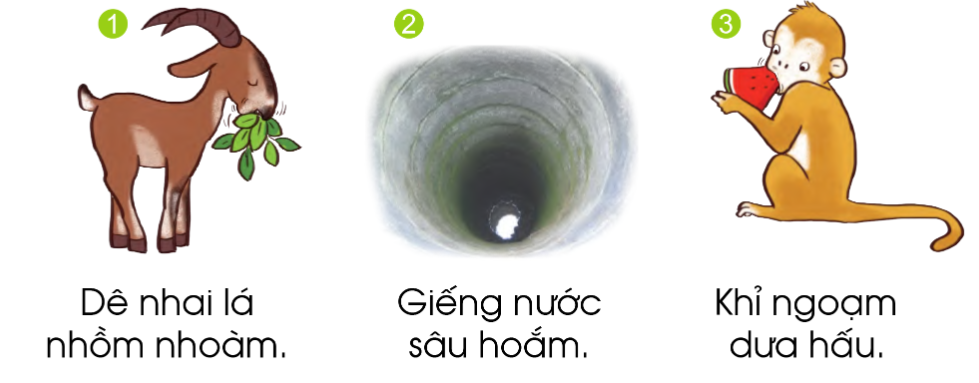 1
2
3
Dê nhai lá
nhồm nhoàm.
Giếng nước
sâu hoắm.
Khỉ ngoạm
dưa hấu.